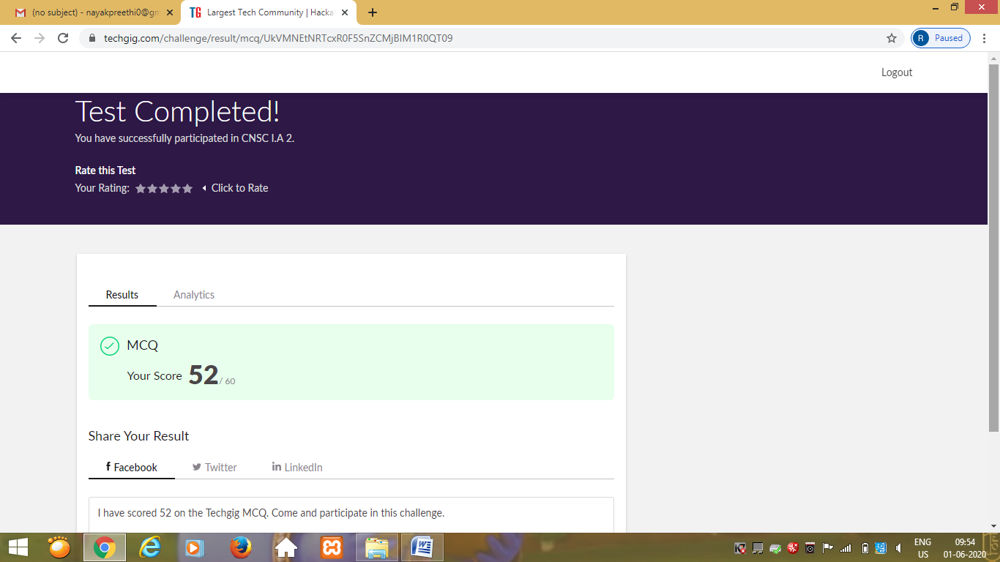 (no subject) - nayakpreethi0@gm
TG Largest Tech Community | Hacka
techgig.com/challenge/result/mcq/UkVMNEtNRTcxR0F5SnZCMjBIM1R0QT09
R Paused
Logout
Test Completed!
You have successfully participated in CNSC I.A 2.
Rate this Test
Your Rating: Click to Rate
Results Analytics
MCQ
Your Score 52 / 60
Share Your Result
Facebook Twitter LinkedIn
I have scored 52 on the Techgig MCQ. Come and participate in this challenge.
ENG 09:54
US 01-06-2020